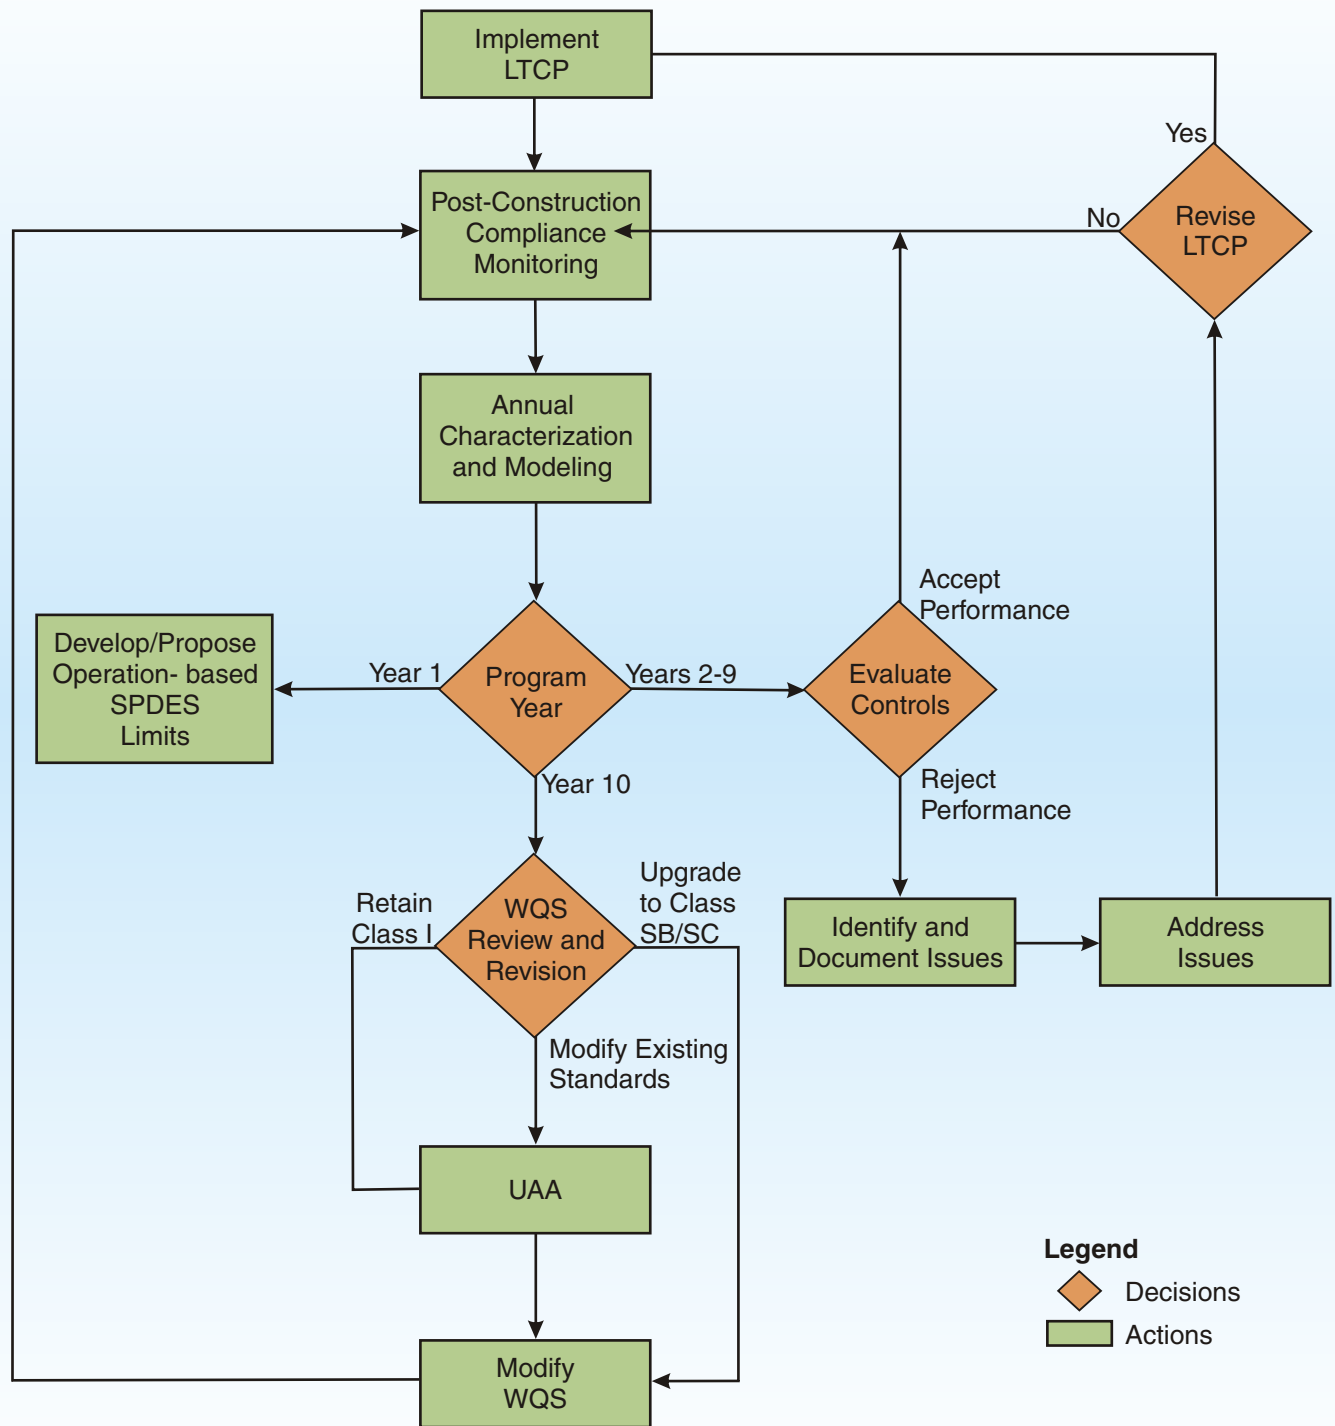 Implement
LTCP
Yes
Post-Construction
Compliance
Monitoring
No
Revise
LTCP
Annual
Characterization
and Modeling
Accept
Performance
Develop/Propose
Operation- based
SPDES
Limits
Year 1
Program
Year
Years 2-9
Evaluate
Controls
Year 10
Reject
Performance
Retain
Class I
WQS
Review and
Revision
Upgrade
to Class
SB/SC
Identify and
Document Issues
Address
Issues
Modify Existing
Standards
UAA
Legend
Decisions
Actions
Modify
WQS